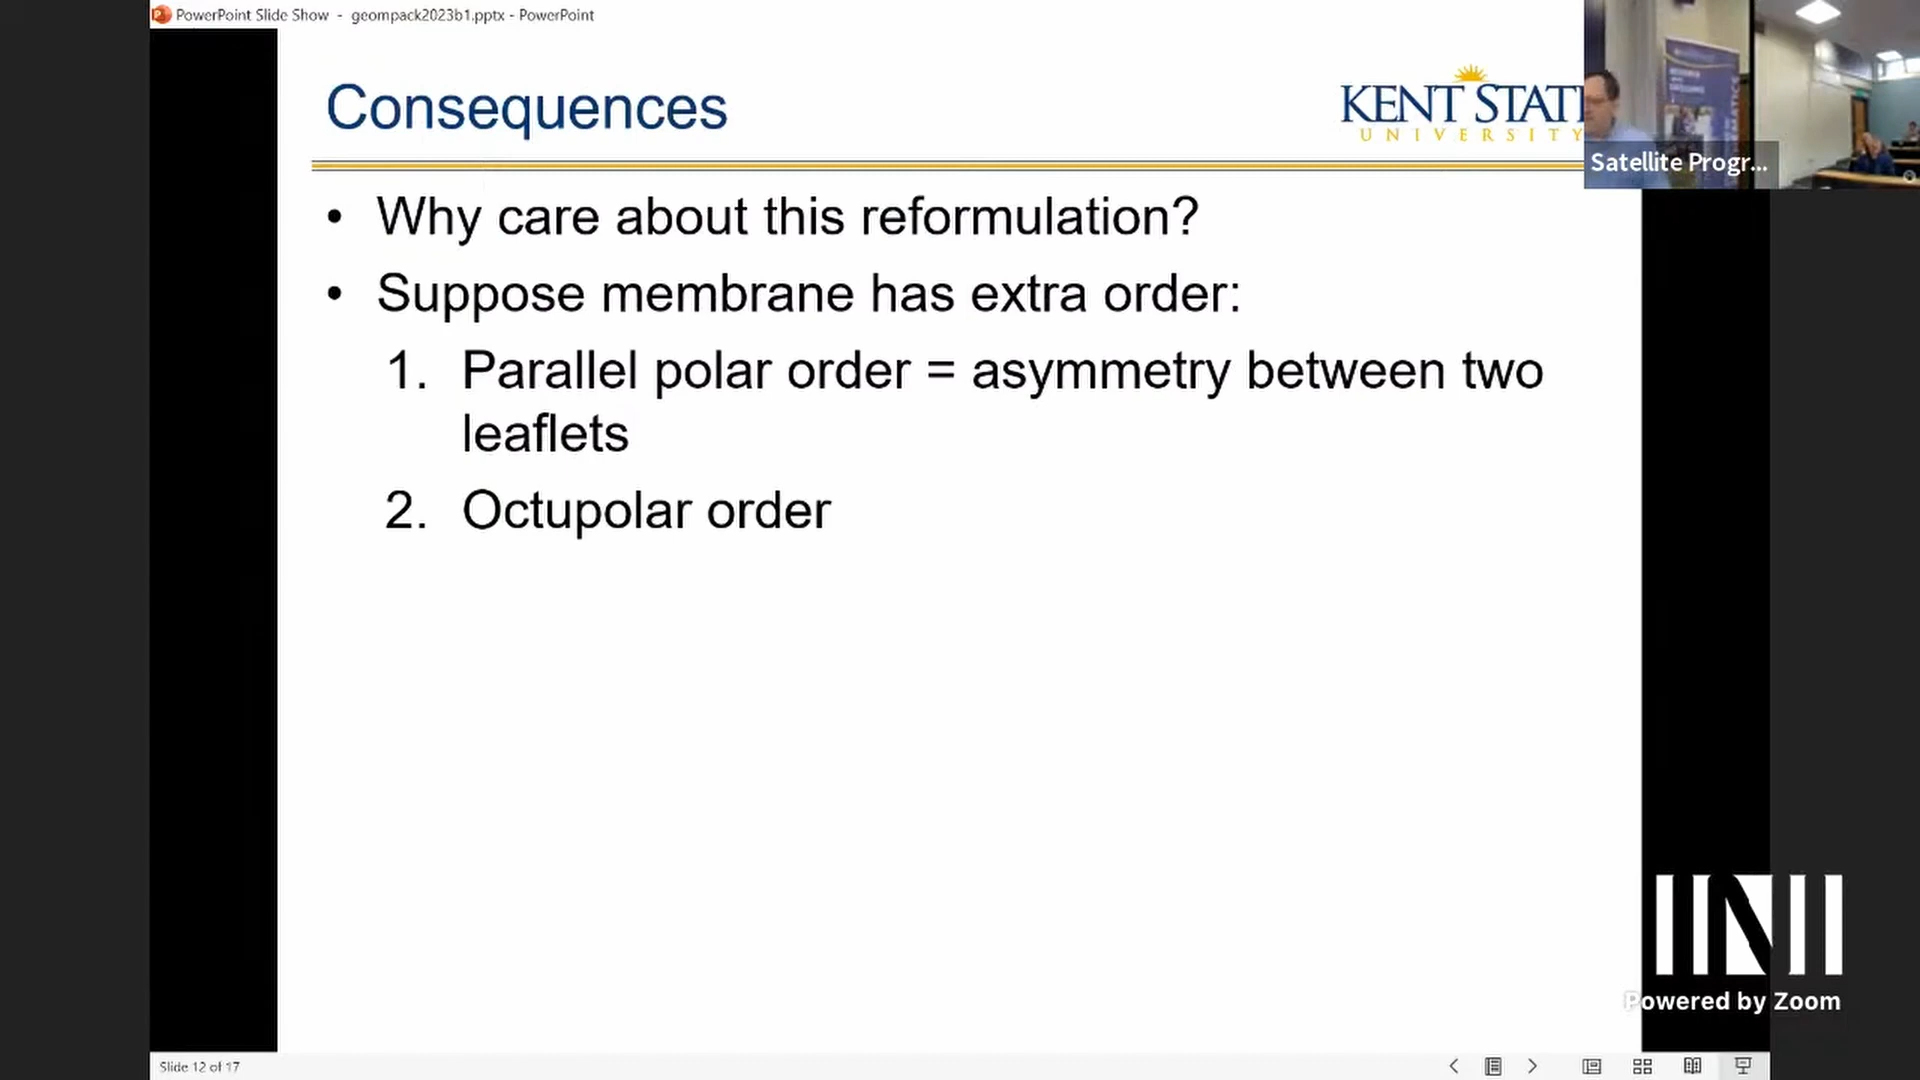 PowerPoint Slide Show - geompack2023b1.pptx - PowerPoint
Consequences
KENT STATE
UNIVERSITY
Satellite Progr...
• Why care about this reformulation?
• Suppose membrane has extra order:
1. Parallel polar order = asymmetry between two
leaflets
2. Octupolar order
Powered by Zoom
Slide 12 of 17